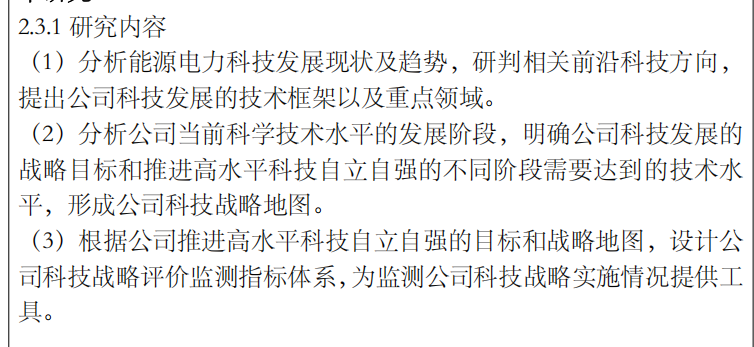 2.3.1 研究内容
（1）分析能源电力科技发展现状及趋势，研判相关前沿科技方向，
提出公司科技发展的技术框架以及重点领域。
（2）分析公司当前科学技术水平的发展阶段，明确公司科技发展的
战略目标和推进高水平科技自立自强的不同阶段需要达到的技术水
平，形成公司科技战略地图。
（3）根据公司推进高水平科技自立自强的目标和战略地图，设计公
司科技战略评价监测指标体系，为监测公司科技战略实施情况提供工
具。